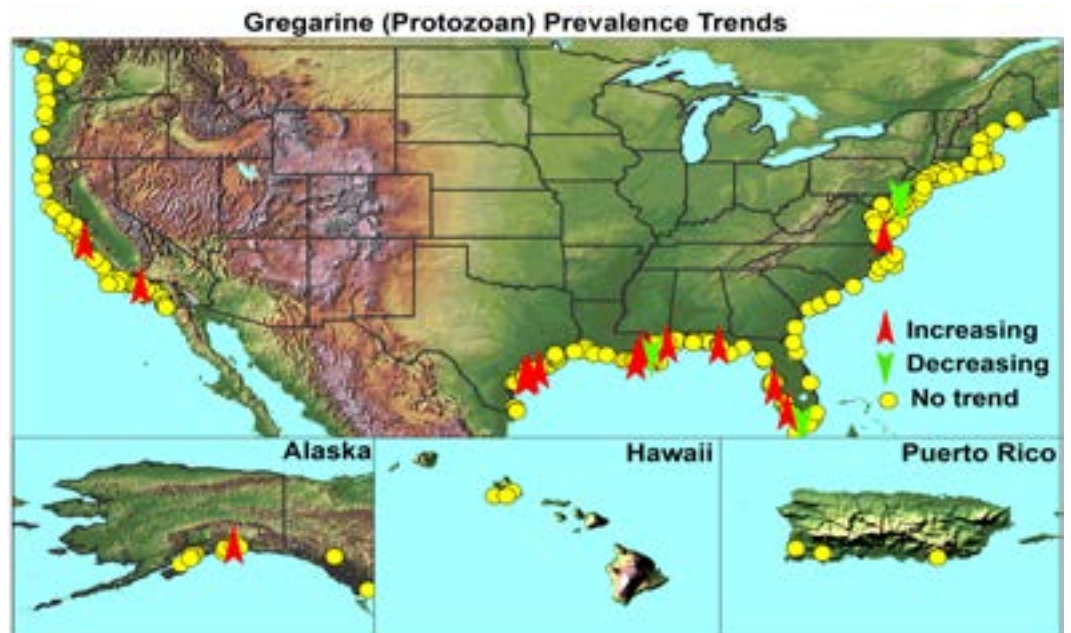 Gregarine (Protozoan) Prevalence Trends
Increasing
Decreasing
No trend
Alaska
Hawaii
Puerto Rico